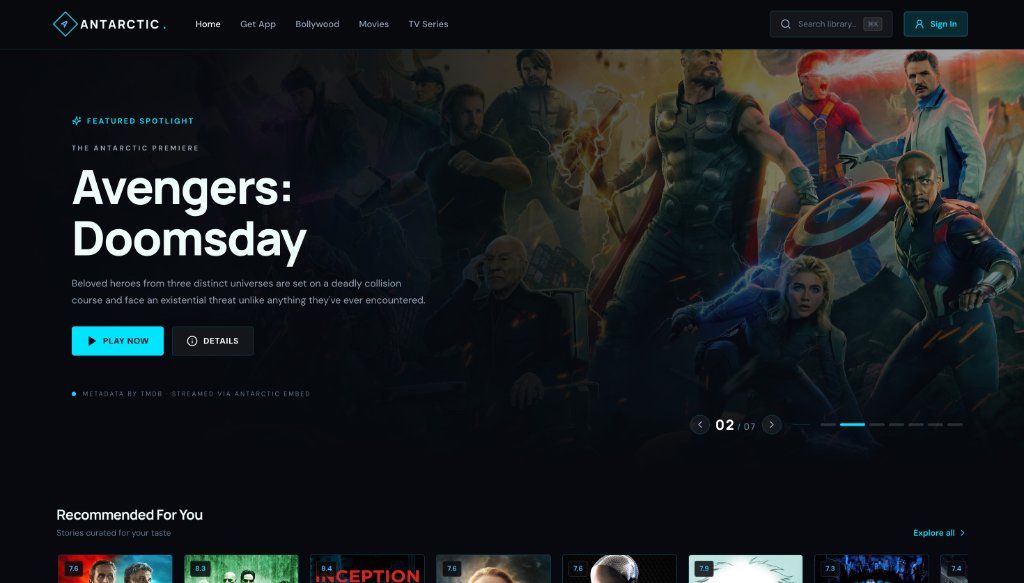 ANTARCTIC.
Home
Get App
Bollywood
Movies
TV Series
Search library...
⌘K
Sign In
FEATURED SPOTLIGHT
THE ANTARCTIC PREMIERE
Avengers:
Doomsday
Beloved heroes from three distinct universes are set on a deadly collision
course and face an existential threat unlike anything they've ever encountered.
PLAY NOW
DETAILS
METADATA BY TMDB · STREAMED VIA ANTARCTIC EMBED
02 / 07
Recommended For You
Stories curated for your taste
Explore all
7.6
8.3
8.4
INCEPTION
7.6
7.6
7.9
7.3
7.4